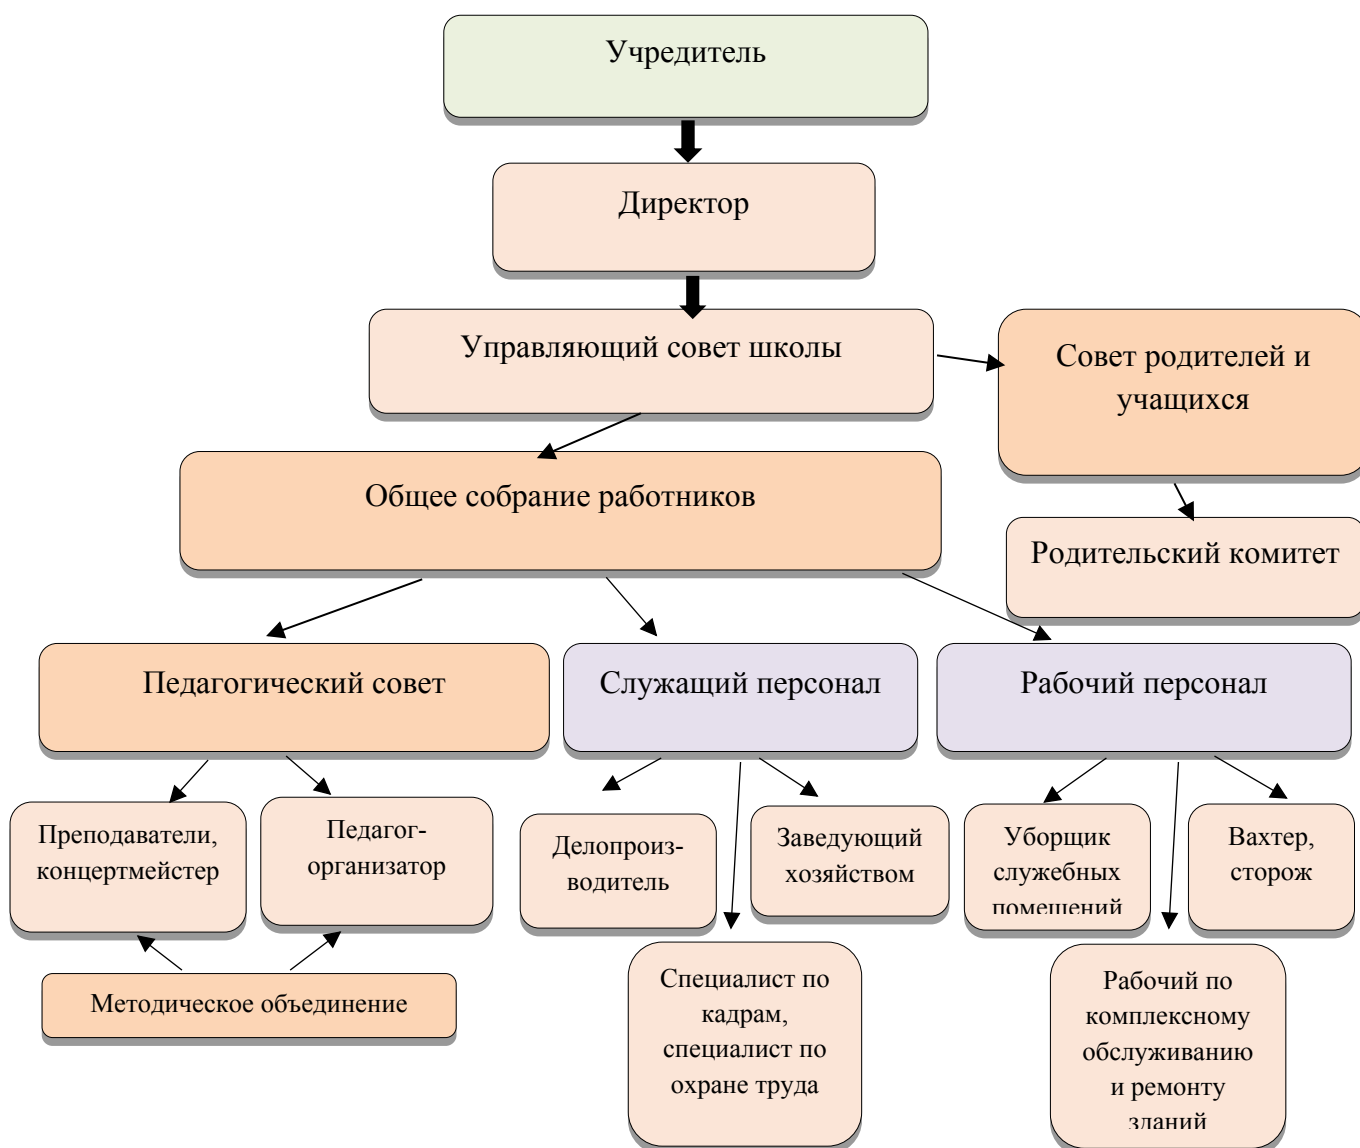 Учредитель
Директор
Управляющий совет школы
Совет родителей и
учащихся
Общее собрание работников
Родительский комитет
Педагогический совет
Служащий персонал
Рабочий персонал
Преподаватели,
концертмейстер
Педагог-
организатор
Делопроиз-
водитель
Заведующий
хозяйством
Уборщик
служебных
помещений
Вахтер,
сторож
Методическое объединение
Специалист по
кадрам,
специалист по
охране труда
Рабочий по
комплексному
обслуживанию
и ремонту
зданий